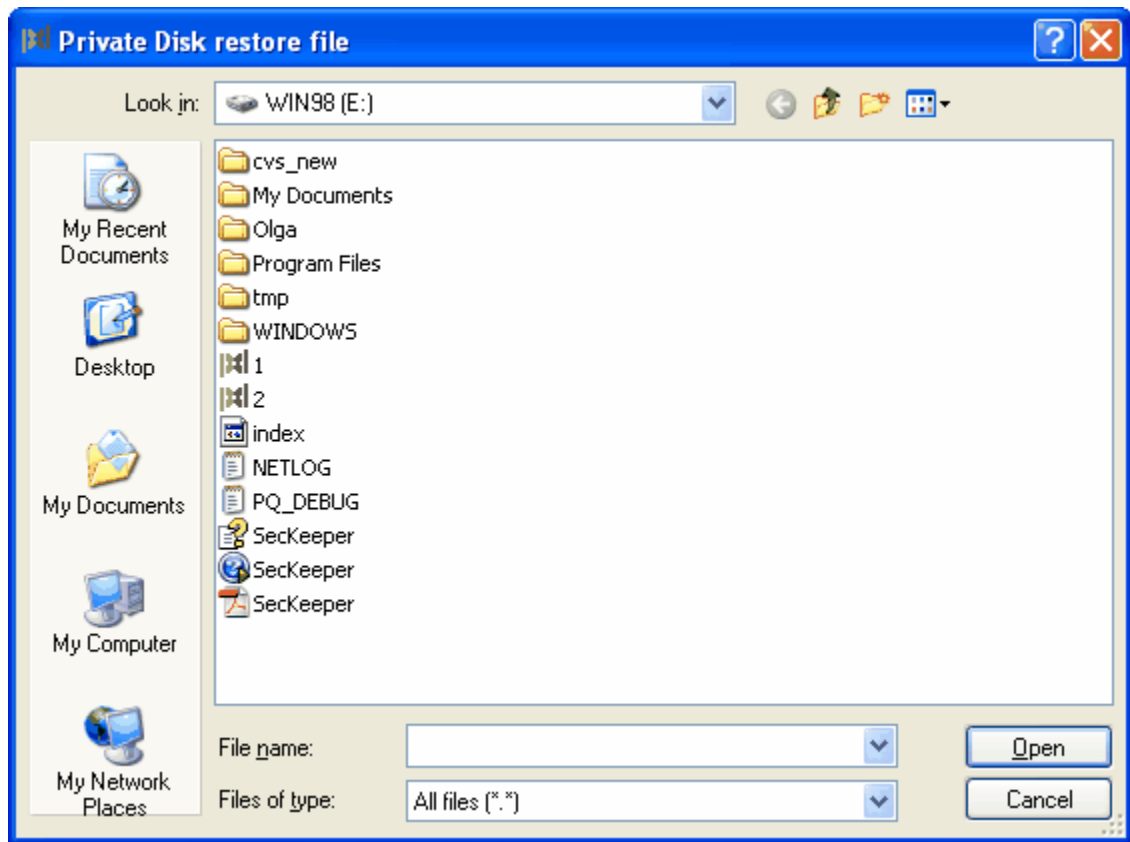 Private Disk restore file
Look in:
WIN98 (E:)
My Recent
Documents
Desktop
My Documents
My Computer
My Network
Places
cvs_new
My Documents
Olga
Program Files
tmp
WINDOWS
1
2
index
NETLOG
PQ_DEBUG
SecKeeper
SecKeeper
SecKeeper
File name:
Open
Files of type:
All files (*.*)
Cancel